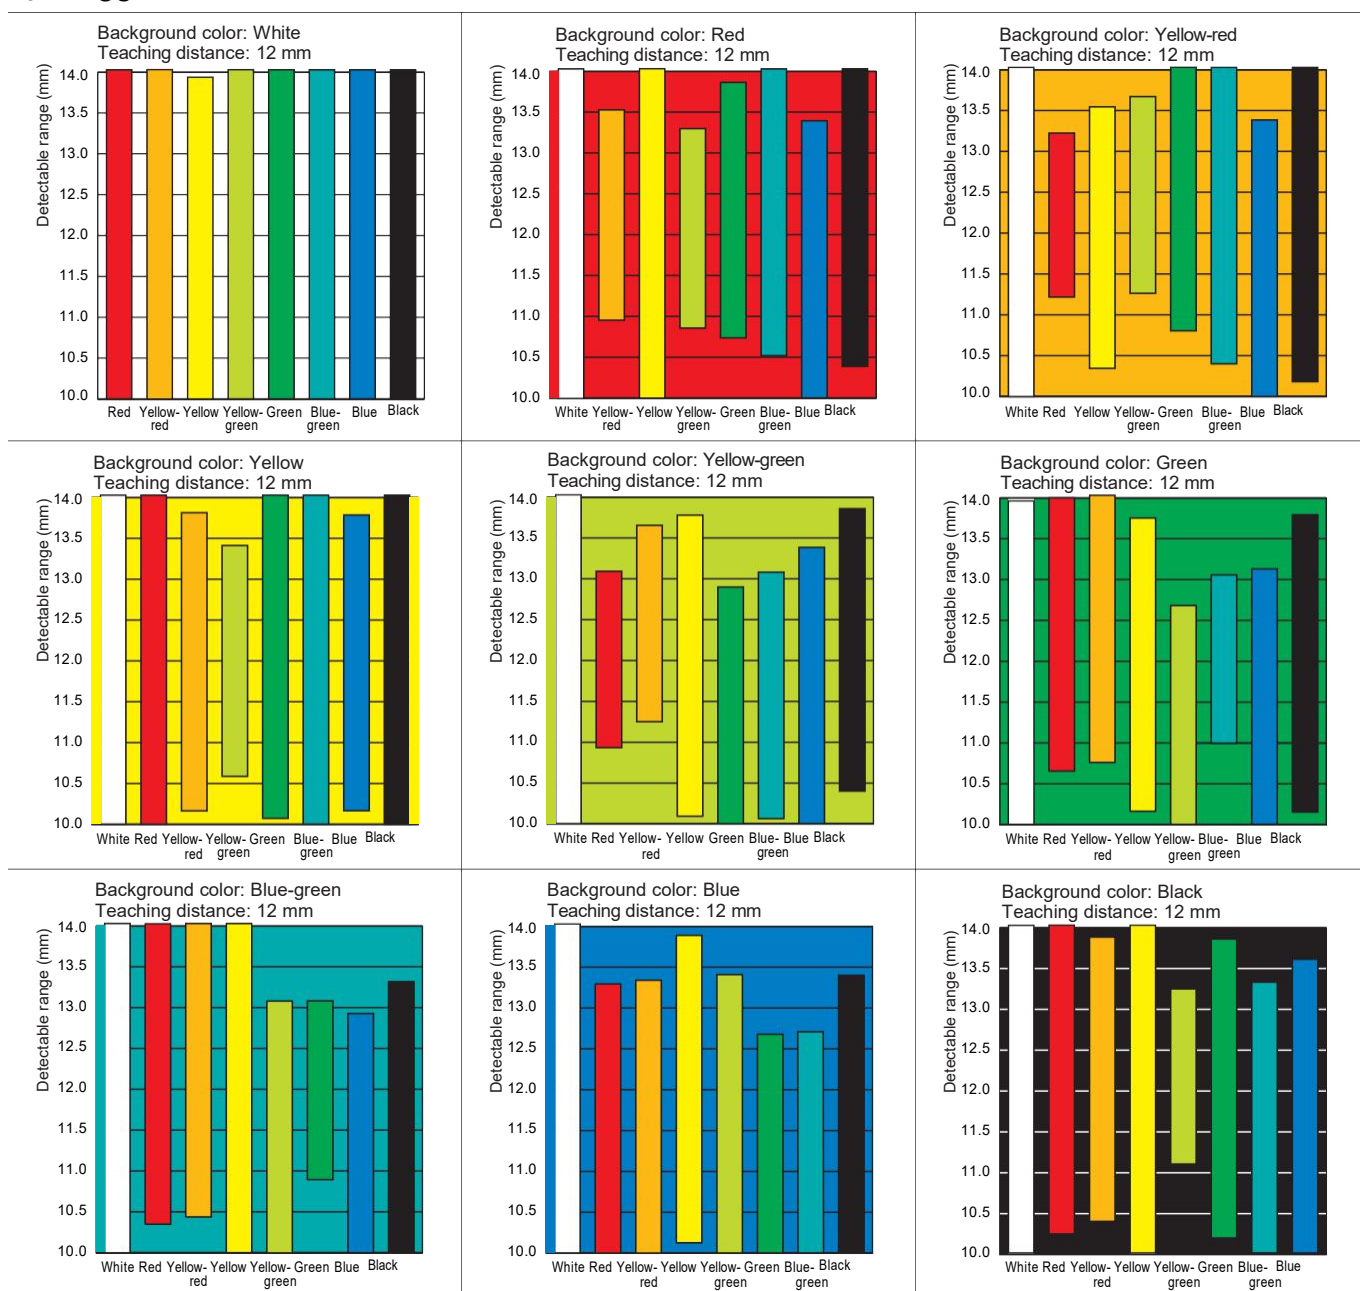 Background color: White
Teaching distance: 12 mm
Detectable range (mm)
14.0
13.5
13.0
12.5
12.0
11.5
11.0
10.5
10.0
Red Yellow- Yellow Yellow- Green Blue- Blue Black
red green green
Background color: Red
Teaching distance: 12 mm
Detectable range (mm)
14.0
13.5
13.0
12.5
12.0
11.5
11.0
10.5
10.0
White Yellow- Yellow Yellow- Green Blue- Blue Black
red green green
Background color: Yellow-red
Teaching distance: 12 mm
Detectable range (mm)
14.0
13.5
13.0
12.5
12.0
11.5
11.0
10.5
10.0
White Red Yellow Yellow- Green Blue- Blue Black
green green
Background color: Yellow
Teaching distance: 12 mm
Detectable range (mm)
14.0
13.5
13.0
12.5
12.0
11.5
11.0
10.5
10.0
White Red Yellow- Yellow- Green Blue- Blue Black
red green green
Background color: Yellow-green
Teaching distance: 12 mm
Detectable range (mm)
14.0
13.5
13.0
12.5
12.0
11.5
11.0
10.5
10.0
White Red Yellow- Yellow Green Blue- Blue Black
red green
Background color: Green
Teaching distance: 12 mm
Detectable range (mm)
14.0
13.5
13.0
12.5
12.0
11.5
11.0
10.5
10.0
White Red Yellow- Yellow Yellow- Blue- Blue Black
red green green
Background color: Blue-green
Teaching distance: 12 mm
Detectable range (mm)
14.0
13.5
13.0
12.5
12.0
11.5
11.0
10.5
10.0
White Red Yellow- Yellow Yellow- Green Blue Black
red green
Background color: Blue
Teaching distance: 12 mm
Detectable range (mm)
14.0
13.5
13.0
12.5
12.0
11.5
11.0
10.5
10.0
White Red Yellow- Yellow Yellow- Green Blue- Black
red green green
Background color: Black
Teaching distance: 12 mm
Detectable range (mm)
14.0
13.5
13.0
12.5
12.0
11.5
11.0
10.5
10.0
White Red Yellow- Yellow Yellow- Green Blue- Blue
red green green